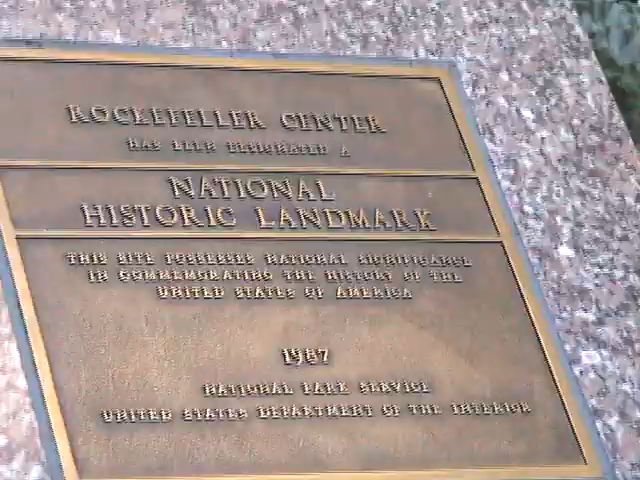 ROCKEFELLER CENTER
HAS BEEN DESIGNATED A
NATIONAL
HISTORIC LANDMARK
THIS SITE POSSESSES NATIONAL SIGNIFICANCE
IN COMMEMORATING THE HISTORY OF THE
UNITED STATES OF AMERICA
1987
NATIONAL PARK SERVICE
UNITED STATES DEPARTMENT OF THE INTERIOR